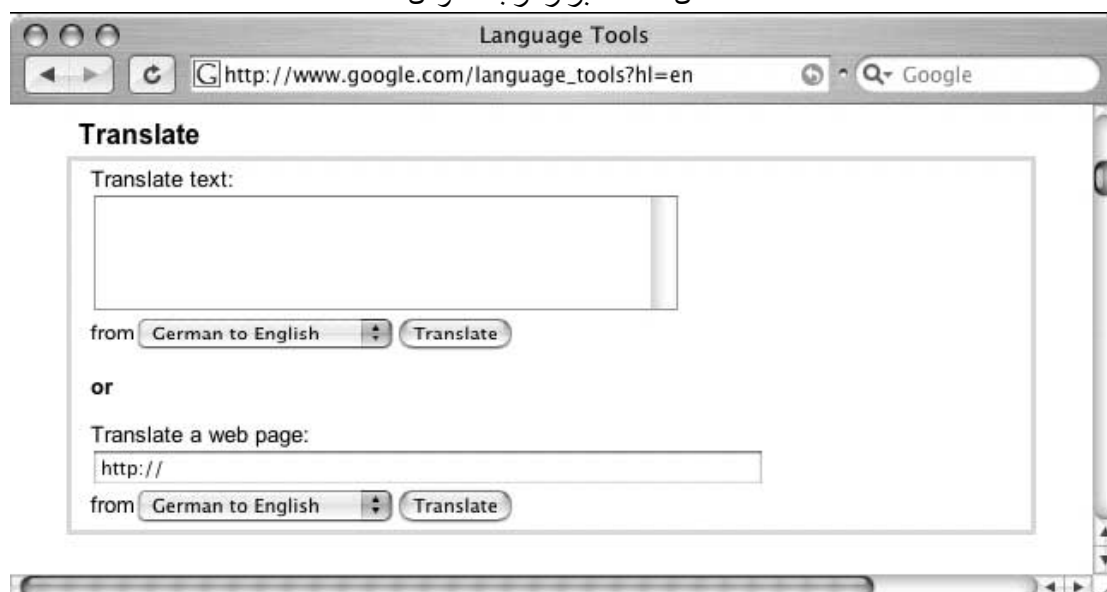 Language Tools
http://www.google.com/language_tools?hl=en
Google
Translate
Translate text:
from German to English Translate
or
Translate a web page:
http://
from German to English Translate